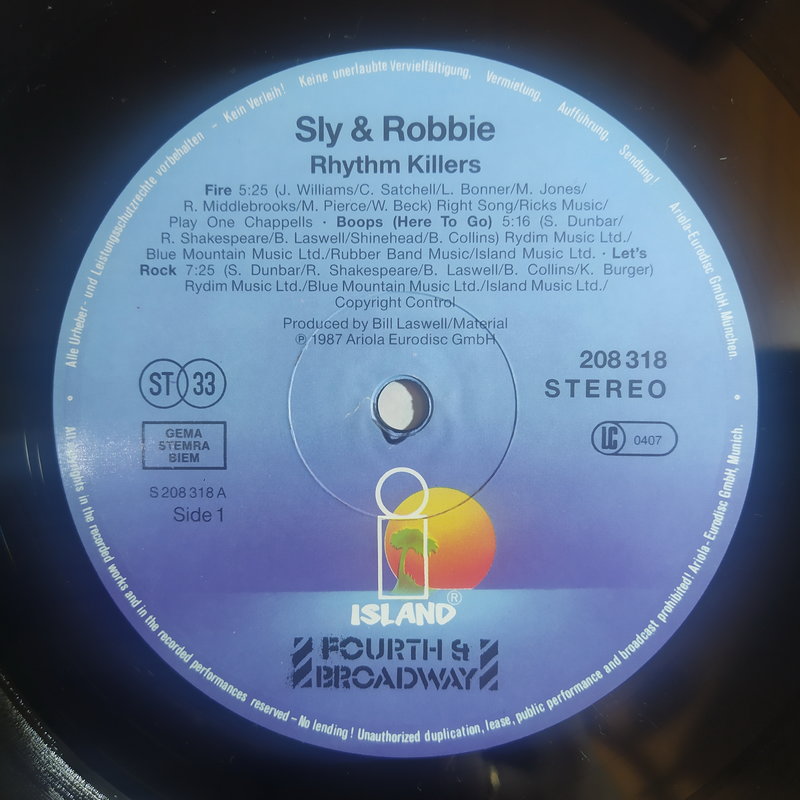 Alle Urheber- und Leistungsschutzrechte vorbehalten – Kein Verleih! Keine unerlaubte Vervielfältigung, Vermietung, Aufführung, Sendung! Ariola-Eurodisc GmbH, München.
Sly & Robbie
Rhythm Killers
Fire 5:25 (J. Williams/C. Satchell/L. Bonner/M. Jones/
R. Middlebrooks/M. Pierce/W. Beck) Right Song/Ricks Music/
Play One Chappells · Boops (Here To Go) 5:16 (S. Dunbar/
R. Shakespeare/B. Laswell/Shinehead/B. Collins) Rydim Music Ltd./
Blue Mountain Music Ltd./Rubber Band Music/Island Music Ltd. · Let's
Rock 7:25 (S. Dunbar/R. Shakespeare/B. Laswell/B. Collins/K. Burger)
Rydim Music Ltd./Blue Mountain Music Ltd./Island Music Ltd./
Copyright Control
Produced by Bill Laswell/Material
℗ 1987 Ariola Eurodisc GmbH
ST 33
208 318
STEREO
GEMA
STEMRA
BIEM
LC 0407
S 208 318 A
Side 1
i
ISLAND ®
FOURTH &
BROADWAY
All rights in the recorded works and in the recorded performances reserved – No lending! Unauthorized duplication, lease, public performance and broadcast prohibited! Ariola-Eurodisc GmbH, Munich.